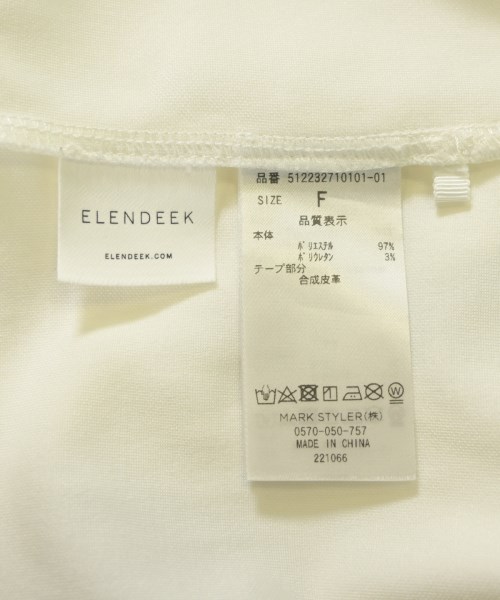 ELENDEEK
ELENDEEK.COM
品番 512232710101-01
SIZE F
品質表示
本体
ﾎﾟﾘｴｽﾃﾙ 97%
ﾎﾟﾘｳﾚﾀﾝ 3%
テープ部分
合成皮革
MARK STYLER(株)
0570-050-757
MADE IN CHINA
221066